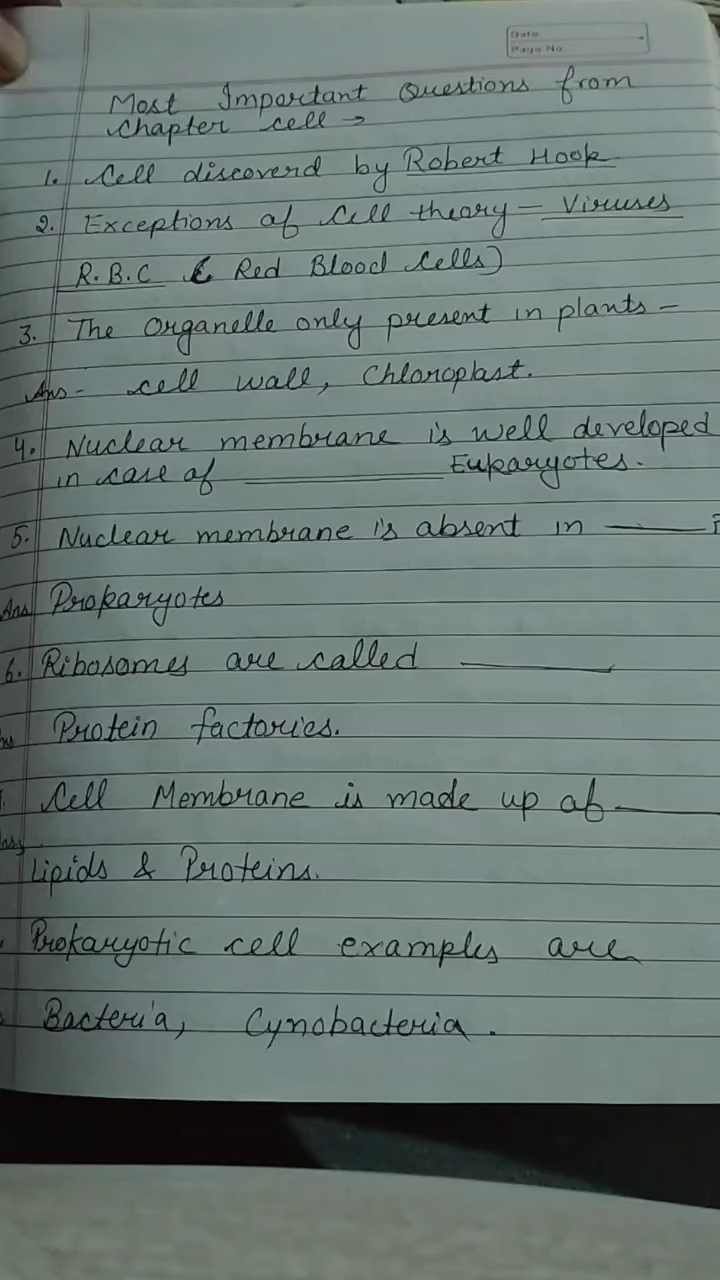 Date
Page No.
Most Important Questions from
chapter cell →
1. Cell discoverd by Robert Hook
2. Exceptions of Cell theory – Viruses
R.B.C ( Red Blood Cells)
3. The Organelle only present in plants –
Ans - cell wall, Chloroplast.
4. Nuclear membrane is well developed
in case of ________ Eukaryotes.
5. Nuclear membrane is absent in ____ ?
Ans Prokaryotes
6. Ribosomes are called ______
Protein factories.
Cell Membrane is made up of ____
Lipids & Proteins.
Prokaryotic cell examples are
Bacteria, Cynobacteria.